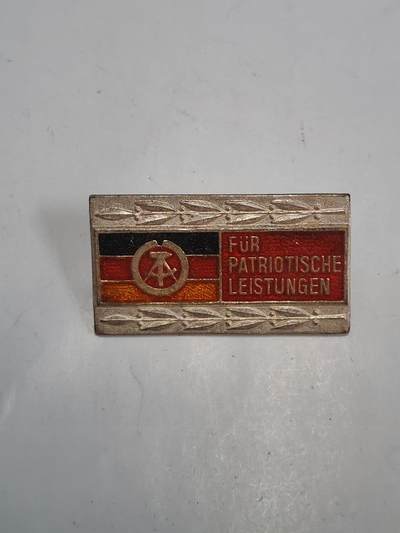 FÜR
PATRIOTISCHE
LEISTUNGEN